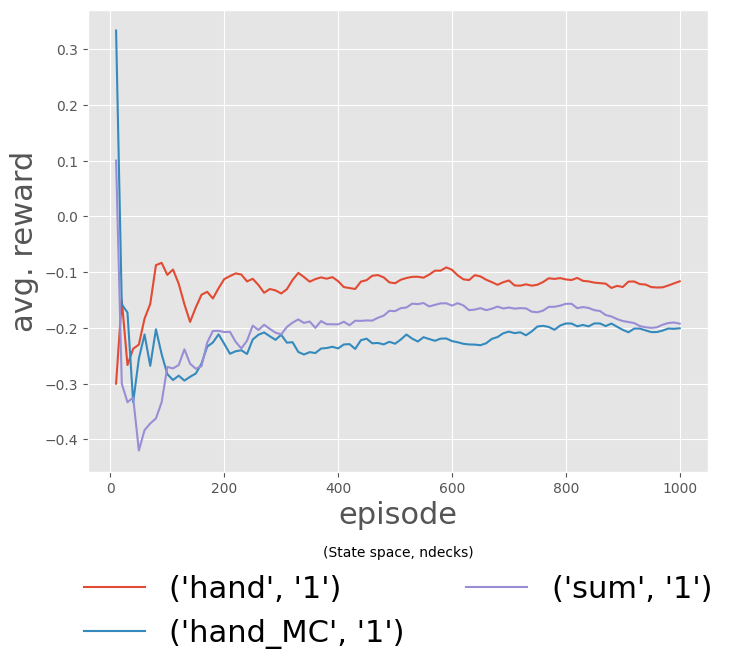 0.3
0.2
0.1
0.0
−0.1
−0.2
−0.3
−0.4
avg. reward
0 200 400 600 800 1000
episode
(State space, ndecks)
('hand', '1') ('sum', '1')
('hand_MC', '1')